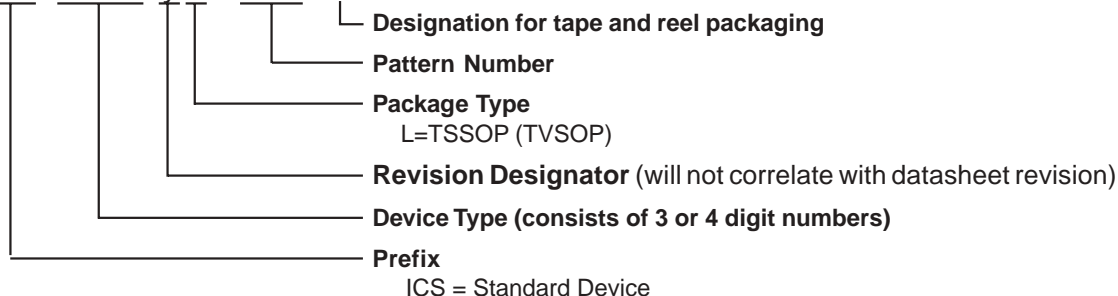 Designation for tape and reel packaging
Pattern Number
Package Type
L=TSSOP (TVSOP)
Revision Designator (will not correlate with datasheet revision)
Device Type (consists of 3 or 4 digit numbers)
Prefix
ICS = Standard Device